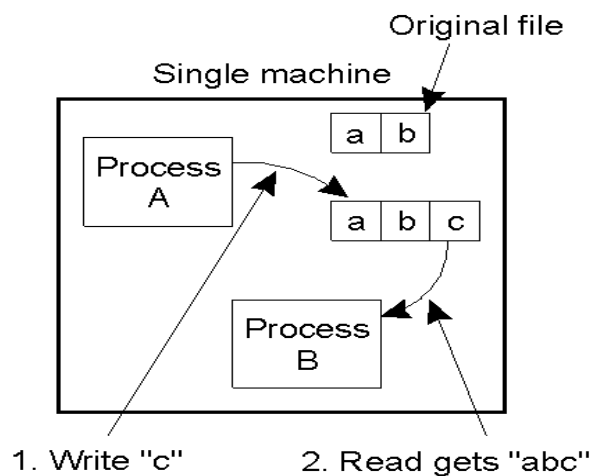 Original file
Single machine
a b
Process
A
a b c
Process
B
1. Write "c"
2. Read gets "abc"